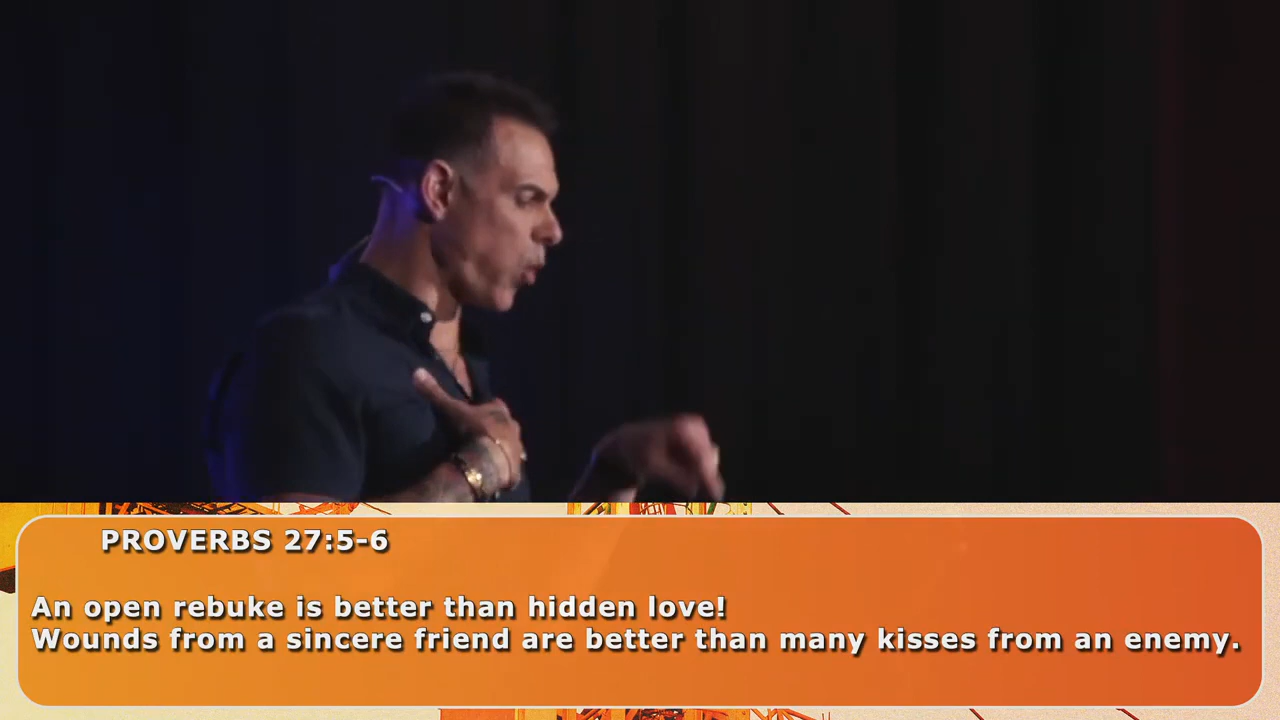 PROVERBS 27:5-6
An open rebuke is better than hidden love!
Wounds from a sincere friend are better than many kisses from an enemy.